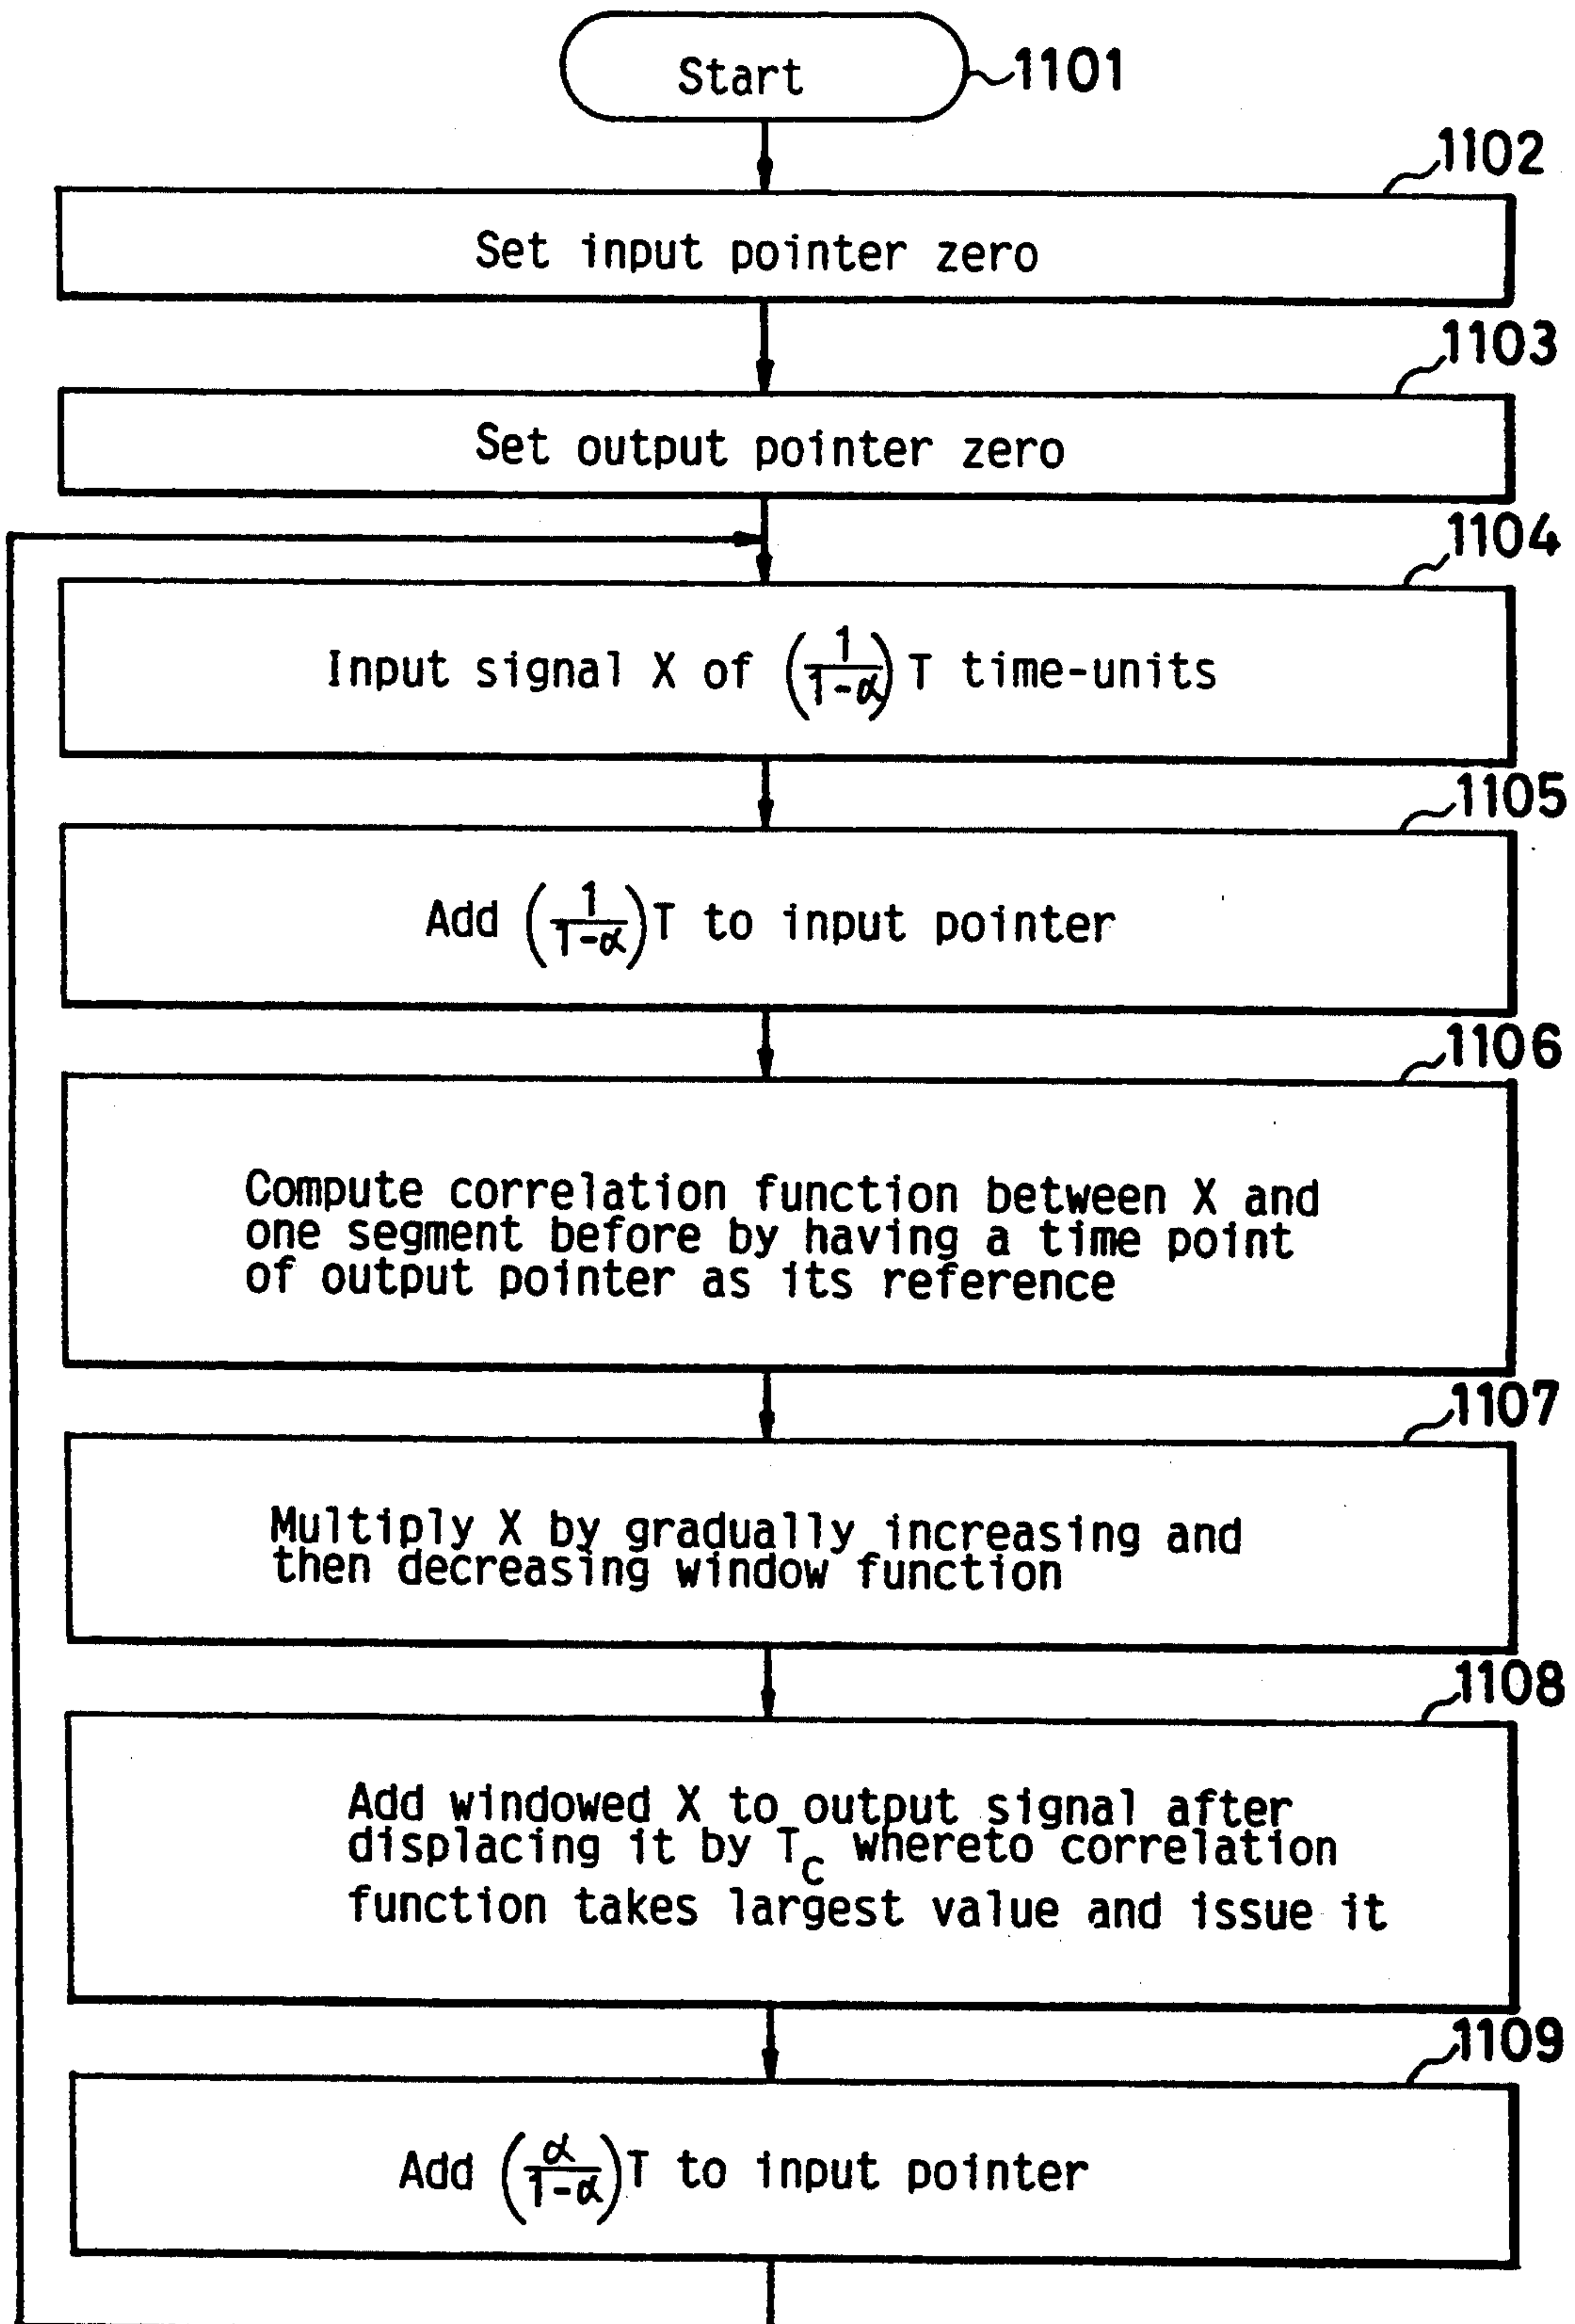 Start
1101
1102
Set input pointer zero
1103
Set output pointer zero
1104
Input signal X of (1/1-α) T time-units
1105
Add (1/1-α)T to input pointer
1106
Compute correlation function between X and
one segment before by having a time point
of output pointer as its reference
1107
Multiply X by gradually increasing and
then decreasing window function
1108
Add windowed X to output signal after
displacing it by Tc whereto correlation
function takes largest value and issue it
1109
Add (α/1-α)T to input pointer